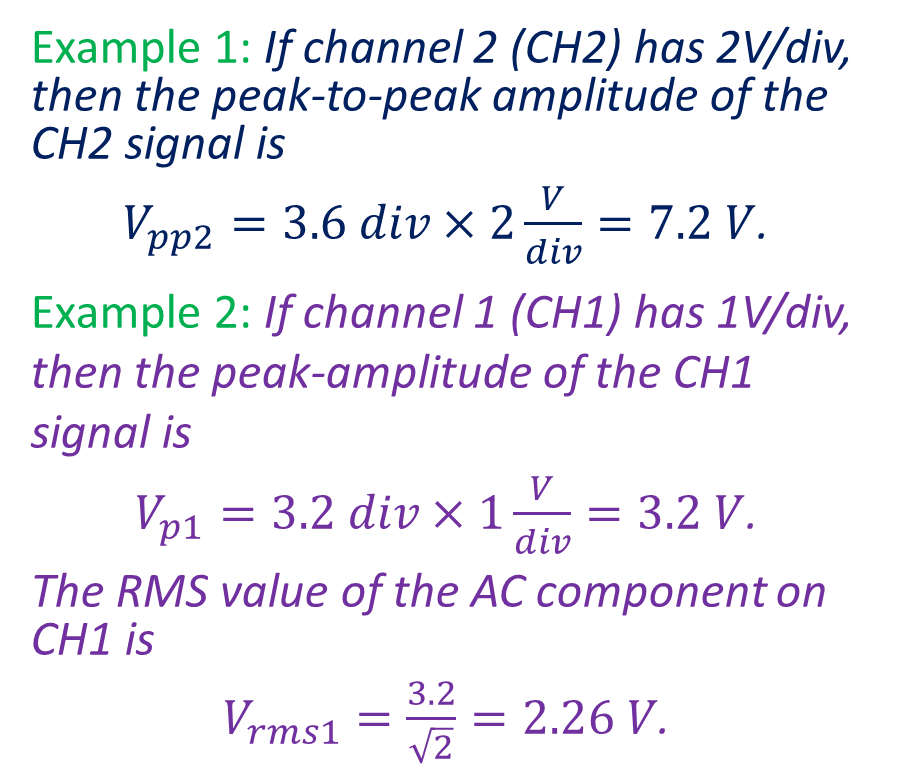 Example 1: If channel 2 (CH2) has 2V/div,
then the peak-to-peak amplitude of the
CH2 signal is
V_{pp2} = 3.6 div × 2 \frac{V}{div} = 7.2 V.
Example 2: If channel 1 (CH1) has 1V/div,
then the peak-amplitude of the CH1
signal is
V_{p1} = 3.2 div × 1 \frac{V}{div} = 3.2 V.
The RMS value of the AC component on
CH1 is
V_{rms1} = \frac{3.2}{\sqrt{2}} = 2.26 V.